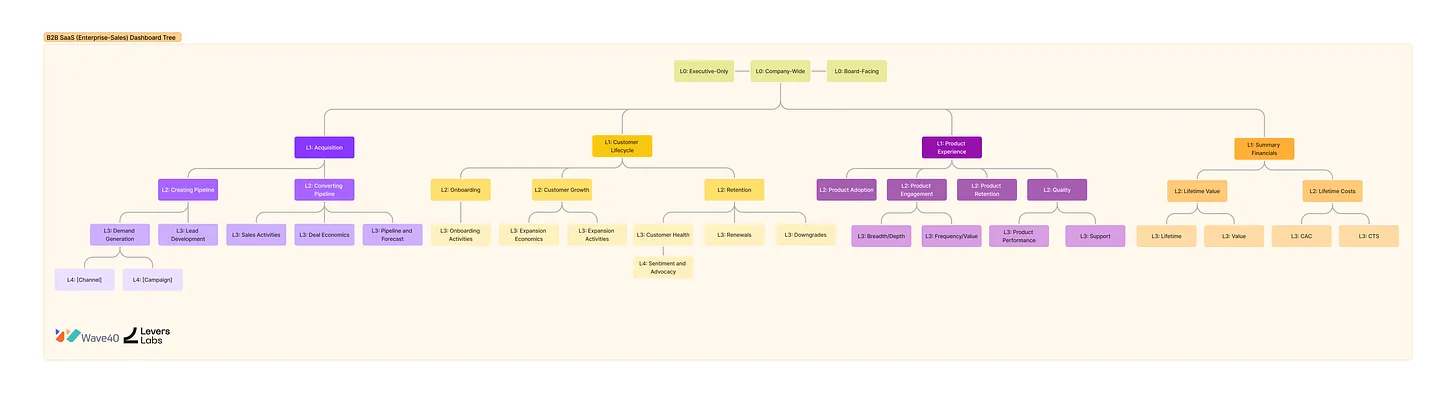 B2B SaaS (Enterprise-Sales) Dashboard Tree
L0: Executive-Only
L0: Company-Wide
L0: Board-Facing
L1: Acquisition
L1: Customer
Lifecycle
L1: Product
Experience
L1: Summary
Financials
L2: Creating Pipeline
L2: Converting
Pipeline
L2: Onboarding
L2: Customer Growth
L2: Retention
L2: Product Adoption
L2: Product
Engagement
L2: Product
Retention
L2: Quality
L2: Lifetime Value
L2: Lifetime Costs
L3: Demand
Generation
L3: Lead
Development
L3: Sales Activities
L3: Deal Economics
L3: Pipeline and
Forecast
L3: Onboarding
Activities
L3: Expansion
Economics
L3: Expansion
Activities
L3: Customer Health
L3: Renewals
L3: Downgrades
L3: Breadth/Depth
L3: Frequency/Value
L3: Product
Performance
L3: Support
L3: Lifetime
L3: Value
L3: CAC
L3: CTS
L4: [Channel]
L4: [Campaign]
L4: Sentiment and
Advocacy
Wave40
Levers
Labs